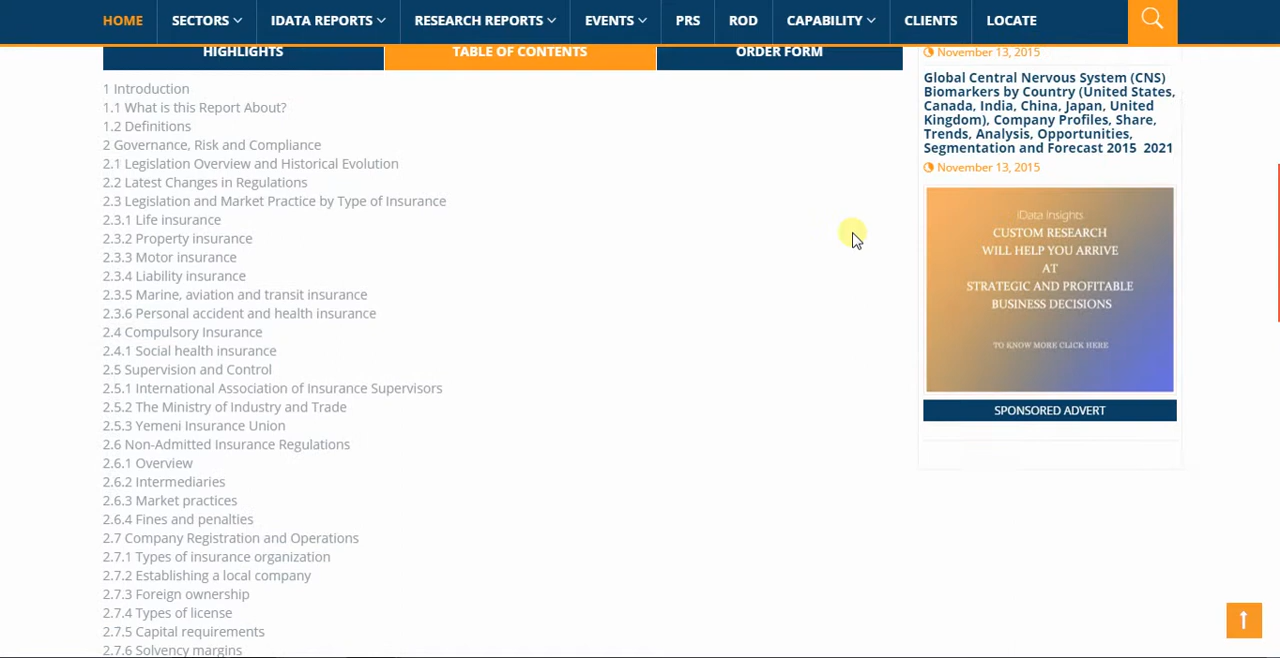 HOME SECTORS IDATA REPORTS RESEARCH REPORTS EVENTS PRS ROD CAPABILITY CLIENTS LOCATE
HIGHLIGHTS TABLE OF CONTENTS ORDER FORM
1 Introduction
1.1 What is this Report About?
1.2 Definitions
2 Governance, Risk and Compliance
2.1 Legislation Overview and Historical Evolution
2.2 Latest Changes in Regulations
2.3 Legislation and Market Practice by Type of Insurance
2.3.1 Life insurance
2.3.2 Property insurance
2.3.3 Motor insurance
2.3.4 Liability insurance
2.3.5 Marine, aviation and transit insurance
2.3.6 Personal accident and health insurance
2.4 Compulsory Insurance
2.4.1 Social health insurance
2.5 Supervision and Control
2.5.1 International Association of Insurance Supervisors
2.5.2 The Ministry of Industry and Trade
2.5.3 Yemeni Insurance Union
2.6 Non-Admitted Insurance Regulations
2.6.1 Overview
2.6.2 Intermediaries
2.6.3 Market practices
2.6.4 Fines and penalties
2.7 Company Registration and Operations
2.7.1 Types of insurance organization
2.7.2 Establishing a local company
2.7.3 Foreign ownership
2.7.4 Types of license
2.7.5 Capital requirements
2.7.6 Solvency margins
November 13, 2015
Global Central Nervous System (CNS)
Biomarkers by Country (United States,
Canada, India, China, Japan, United
Kingdom), Company Profiles, Share,
Trends, Analysis, Opportunities,
Segmentation and Forecast 2015 2021
November 13, 2015
iData Insights
CUSTOM RESEARCH
WILL HELP YOU ARRIVE
AT
STRATEGIC AND PROFITABLE
BUSINESS DECISIONS
TO KNOW MORE CLICK HERE
SPONSORED ADVERT